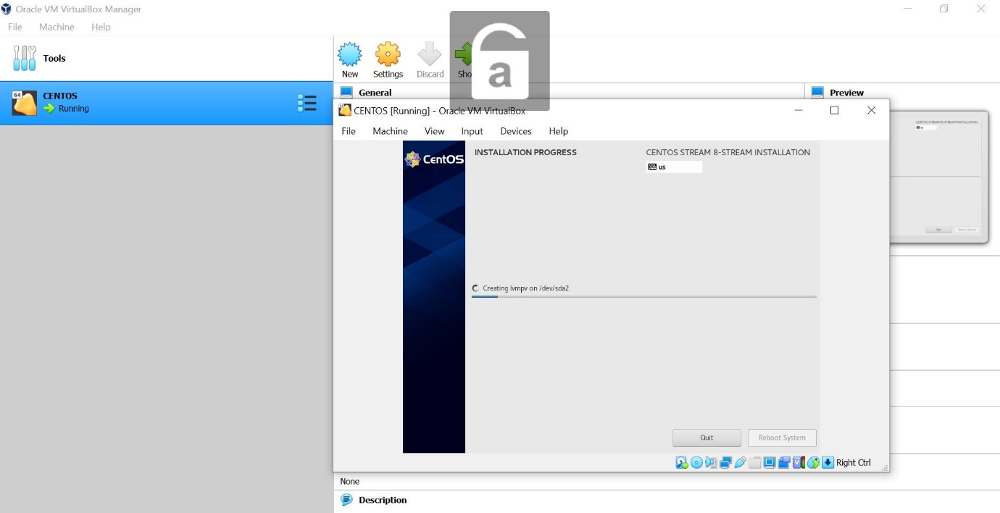 Oracle VM VirtualBox Manager
File Machine Help
Tools
New Settings Discard Sho
a
64
CENTOS
Running
General
Preview
CENTOS [Running] - Oracle VM VirtualBox
File Machine View Input Devices Help
CentOS
INSTALLATION PROGRESS
CENTOS STREAM 8-STREAM INSTALLATION
us
Creating lvmpv on /dev/sda2
Quit
Reboot System
Right Ctrl
None
Description